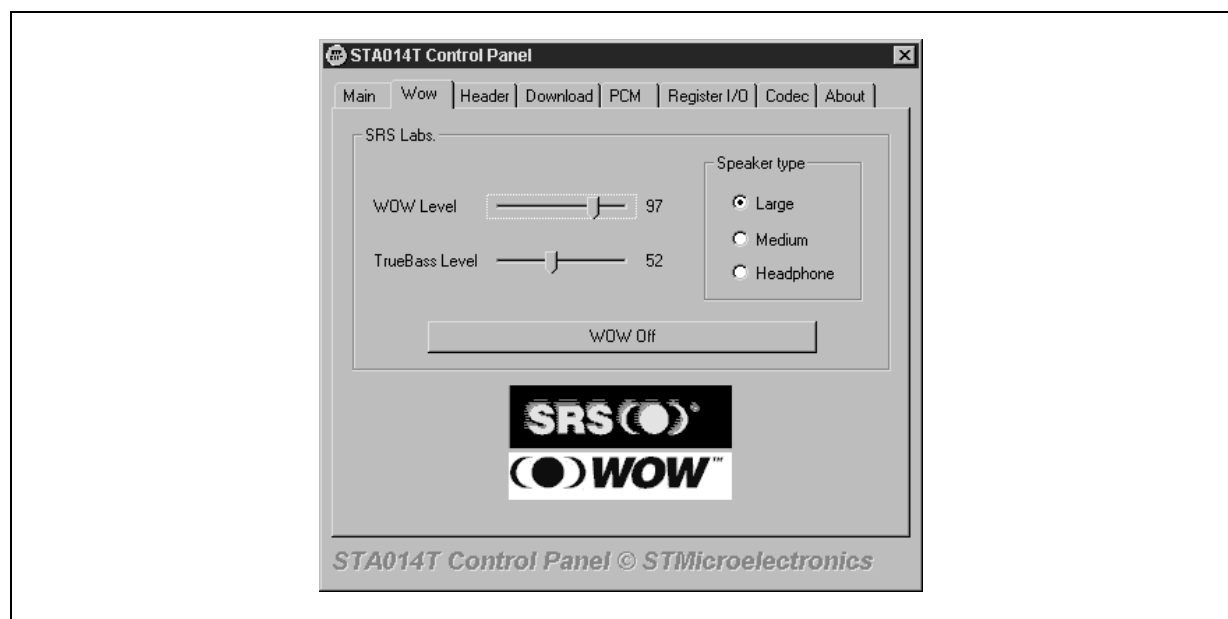 STA014T Control Panel
Main Wow Header Download PCM Register I/O Codec About
SRS Labs.
Speaker type
WOW Level 97
Large
Medium
TrueBass Level 52
Headphone
WOW Off
SRS(●)®
(●)WOW™
STA014T Control Panel © STMicroelectronics